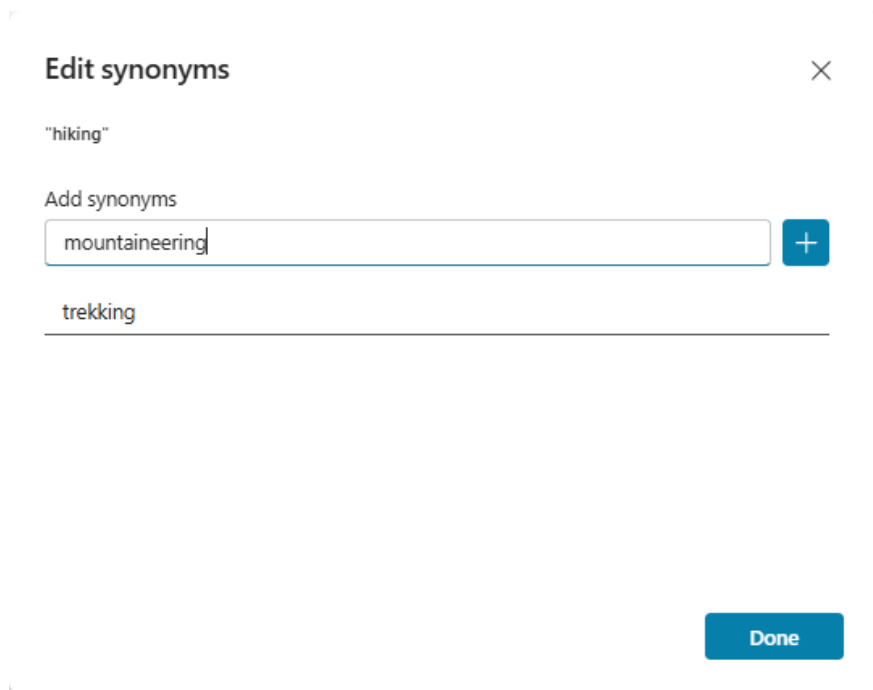 Edit synonyms
"hiking"
Add synonyms
mountaineering
trekking
Done